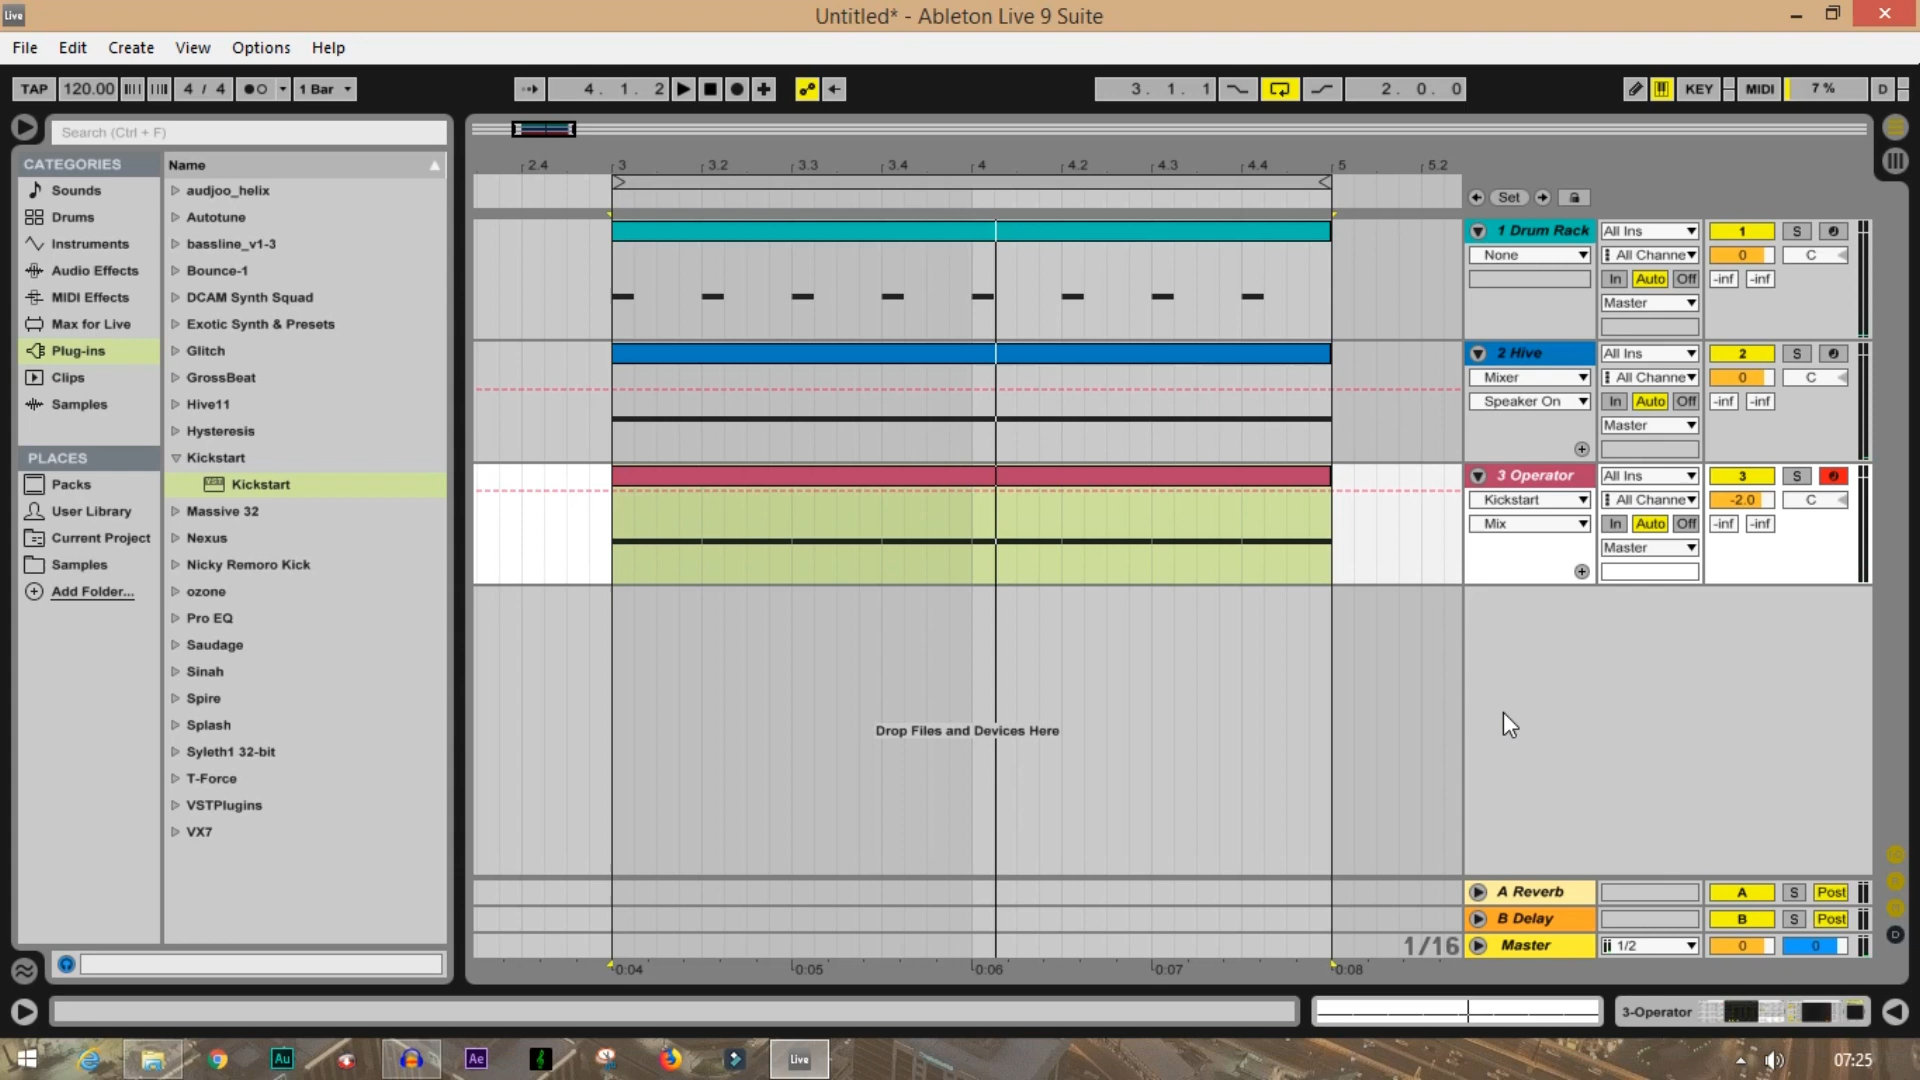 Live
Untitled* - Ableton Live 9 Suite
File Edit Create View Options Help
TAP 120.00 4 / 4 1 Bar 4. 1. 2 3. 1. 1 2. 0. 0 KEY MIDI 7 % D
Search (Ctrl + F)
CATEGORIES
Sounds
Drums
Instruments
Audio Effects
MIDI Effects
Max for Live
Plug-ins
Clips
Samples
PLACES
Packs
User Library
Current Project
Samples
Add Folder...
Name
audjoo_helix
Autotune
bassline_v1-3
Bounce-1
DCAM Synth Squad
Exotic Synth & Presets
Glitch
GrossBeat
Hive11
Hysteresis
Kickstart
Kickstart
Massive 32
Nexus
Nicky Remoro Kick
ozone
Pro EQ
Saudage
Sinah
Spire
Splash
Syleth1 32-bit
T-Force
VSTPlugins
VX7
2.4 3 3.2 3.3 3.4 4 4.2 4.3 4.4 5 5.2
Set
1 Drum Rack All Ins 1 S
None All Channe 0 C
In Auto Off -inf -inf
Master
2 Hive All Ins 2 S
Mixer All Channe 0 C
Speaker On In Auto Off -inf -inf
Master
3 Operator All Ins 3 S
Kickstart All Channe -2.0 C
Mix In Auto Off -inf -inf
Master
Drop Files and Devices Here
A Reverb A S Post
B Delay B S Post
1/16 Master 1/2 0 0
D
0:04 0:05 0:06 0:07 0:08
3-Operator
Au Ae Live 07:25